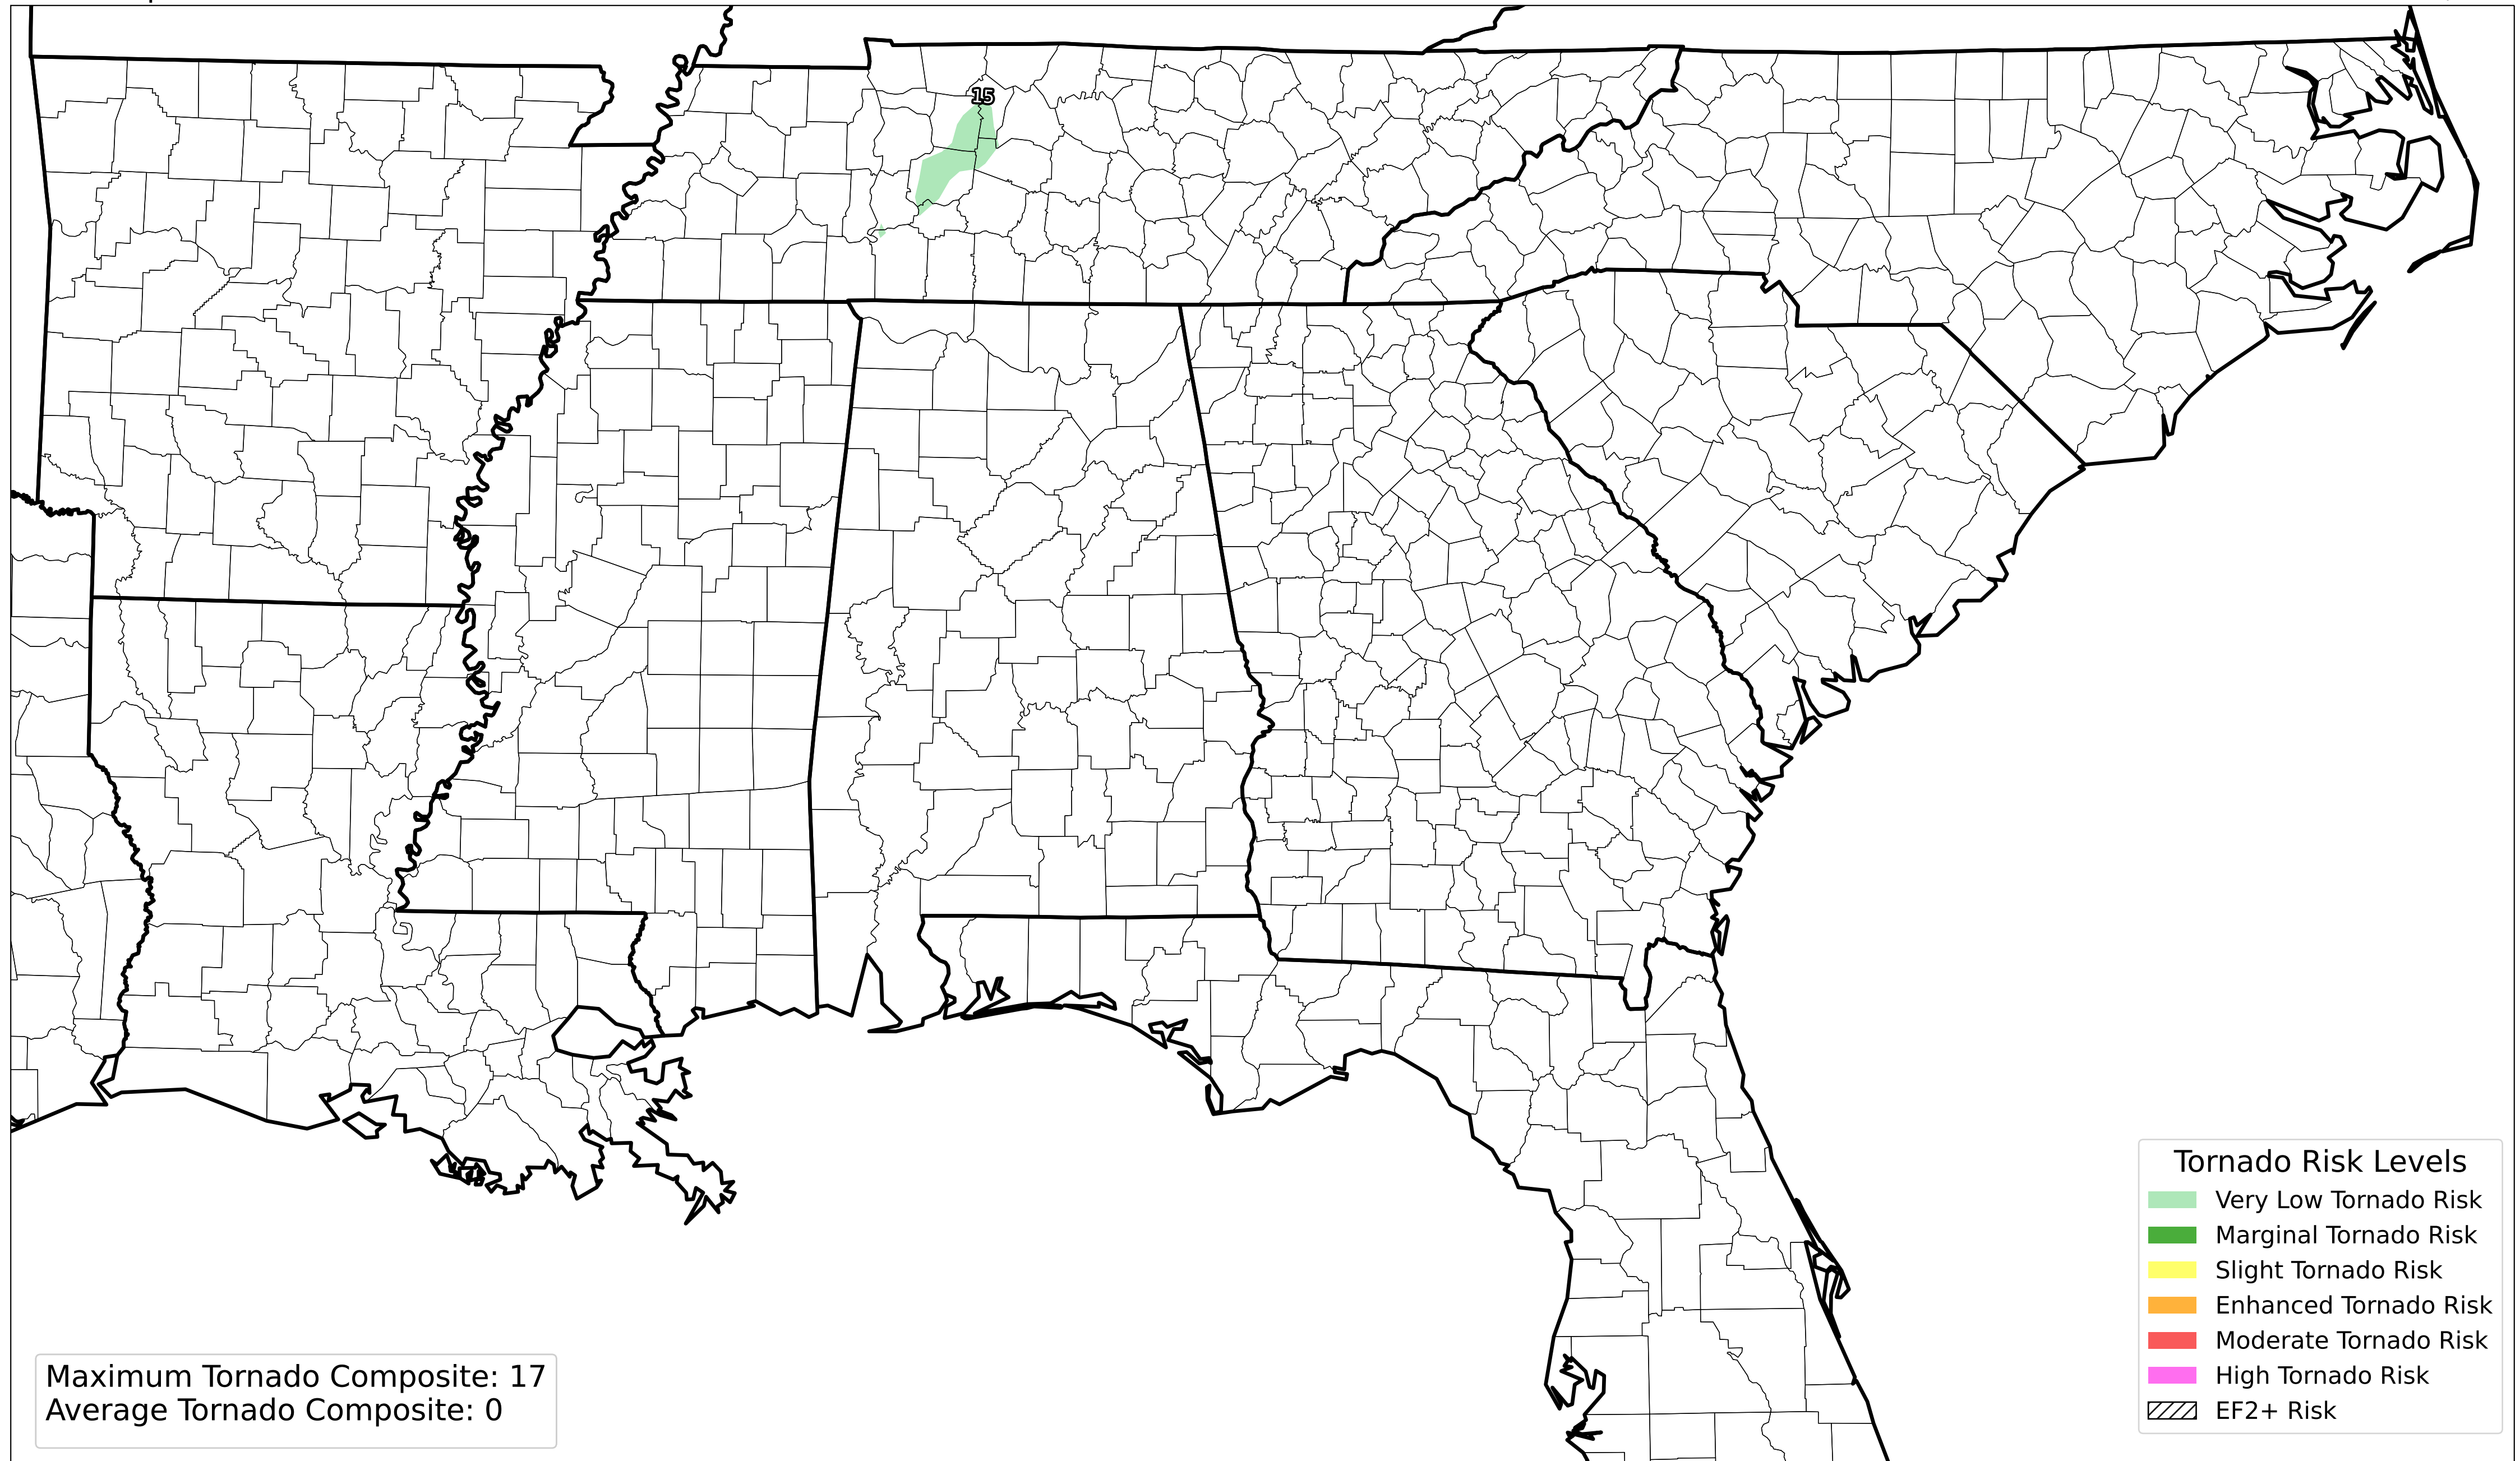 15
Tornado Risk Levels
Very Low Tornado Risk
Marginal Tornado Risk
Slight Tornado Risk
Enhanced Tornado Risk
Moderate Tornado Risk
High Tornado Risk
EF2+ Risk
Maximum Tornado Composite: 17
Average Tornado Composite: 0